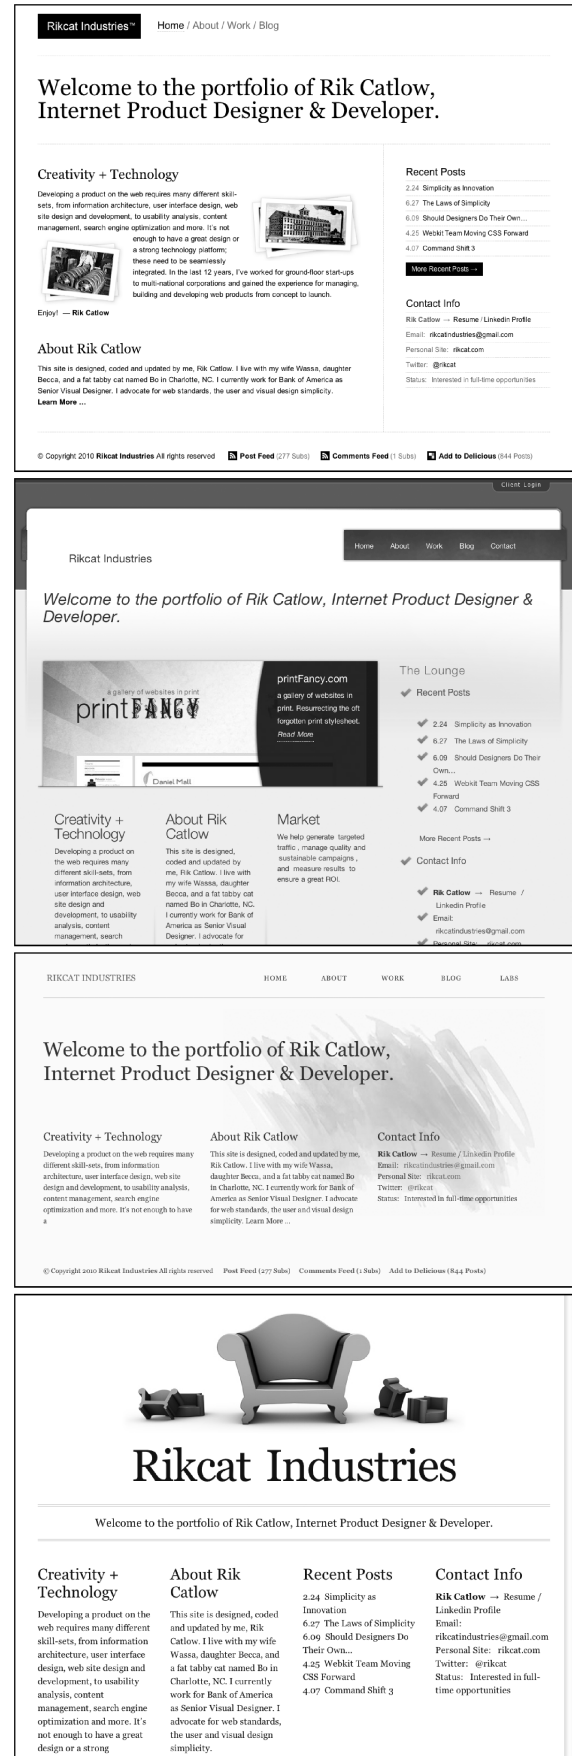 Rikcat Industries™
Home / About / Work / Blog
Welcome to the portfolio of Rik Catlow,
Internet Product Designer & Developer.
Creativity + Technology
Developing a product on the web requires many different skill-
sets, from information architecture, user interface design, web
site design and development, to usability analysis, content
management, search engine optimization and more. It's not
enough to have a great design or
a strong technology platform;
these need to be seamlessly
integrated. In the last 12 years, I've worked for ground-floor start-ups
to multi-national corporations and gained the experience for managing,
building and developing web products from concept to launch.
Enjoy! — Rik Catlow
About Rik Catlow
This site is designed, coded and updated by me, Rik Catlow. I live with my wife Wassa, daughter
Becca, and a fat tabby cat named Bo in Charlotte, NC. I currently work for Bank of America as
Senior Visual Designer. I advocate for web standards, the user and visual design simplicity.
Learn More ...
Recent Posts
2.24 Simplicity as Innovation
6.27 The Laws of Simplicity
6.09 Should Designers Do Their Own...
4.25 Webkit Team Moving CSS Forward
4.07 Command Shift 3
More Recent Posts →
Contact Info
Rik Catlow → Resume / Linkedin Profile
Email: rikcatindustries@gmail.com
Personal Site: rikcat.com
Twitter: @rikcat
Status: Interested in full-time opportunities
© Copyright 2010 Rikcat Industries All rights reserved
Post Feed (277 Subs)
Comments Feed (1 Subs)
Add to Delicious (844 Posts)
Client Login
Rikcat Industries
Home About Work Blog Contact
Welcome to the portfolio of Rik Catlow, Internet Product Designer &
Developer.
a gallery of websites in print
printFANCY
Daniel Mall
printFancy.com
a gallery of websites in
print. Resurrecting the oft
forgotten print stylesheet.
Read More
Creativity +
Technology
Developing a product on
the web requires many
different skill-sets, from
information architecture,
user interface design, web
site design and
development, to usability
analysis, content
management, search
About Rik
Catlow
This site is designed,
coded and updated by
me, Rik Catlow. I live with
my wife Wassa, daughter
Becca, and a fat tabby cat
named Bo in Charlotte, NC.
I currently work for Bank of
America as Senior Visual
Designer. I advocate for
Market
We help generate targeted
traffic , manage quality and
sustainable campaigns ,
and measure results to
ensure a great ROI.
The Lounge
Recent Posts
2.24 Simplicity as Innovation
6.27 The Laws of Simplicity
6.09 Should Designers Do Their
Own...
4.25 Webkit Team Moving CSS
Forward
4.07 Command Shift 3
More Recent Posts →
Contact Info
Rik Catlow → Resume /
Linkedin Profile
Email:
rikcatindustries@gmail.com
Personal Site: rikcat.com
RIKCAT INDUSTRIES
HOME ABOUT WORK BLOG LABS
Welcome to the portfolio of Rik Catlow,
Internet Product Designer & Developer.
Creativity + Technology
Developing a product on the web requires many
different skill-sets, from information
architecture, user interface design, web site
design and development, to usability analysis,
content management, search engine
optimization and more. It's not enough to have
a
About Rik Catlow
This site is designed, coded and updated by me,
Rik Catlow. I live with my wife Wassa,
daughter Becca, and a fat tabby cat named Bo
in Charlotte, NC. I currently work for Bank of
America as Senior Visual Designer. I advocate
for web standards, the user and visual design
simplicity. Learn More ...
Contact Info
Rik Catlow → Resume / Linkedin Profile
Email: rikcatindustries@gmail.com
Personal Site: rikcat.com
Twitter: @rikcat
Status: Interested in full-time opportunities
© Copyright 2010 Rikcat Industries All rights reserved Post Feed (277 Subs) Comments Feed (1 Subs) Add to Delicious (844 Posts)
Rikcat Industries
Welcome to the portfolio of Rik Catlow, Internet Product Designer & Developer.
Creativity +
Technology
Developing a product on the
web requires many different
skill-sets, from information
architecture, user interface
design, web site design and
development, to usability
analysis, content
management, search engine
optimization and more. It's
not enough to have a great
design or a strong
About Rik
Catlow
This site is designed, coded
and updated by me, Rik
Catlow. I live with my wife
Wassa, daughter Becca, and
a fat tabby cat named Bo in
Charlotte, NC. I currently
work for Bank of America
as Senior Visual Designer. I
advocate for web standards,
the user and visual design
simplicity.
Recent Posts
2.24 Simplicity as
Innovation
6.27 The Laws of Simplicity
6.09 Should Designers Do
Their Own...
4.25 Webkit Team Moving
CSS Forward
4.07 Command Shift 3
Contact Info
Rik Catlow → Resume /
Linkedin Profile
Email:
rikcatindustries@gmail.com
Personal Site: rikcat.com
Twitter: @rikcat
Status: Interested in full-
time opportunities